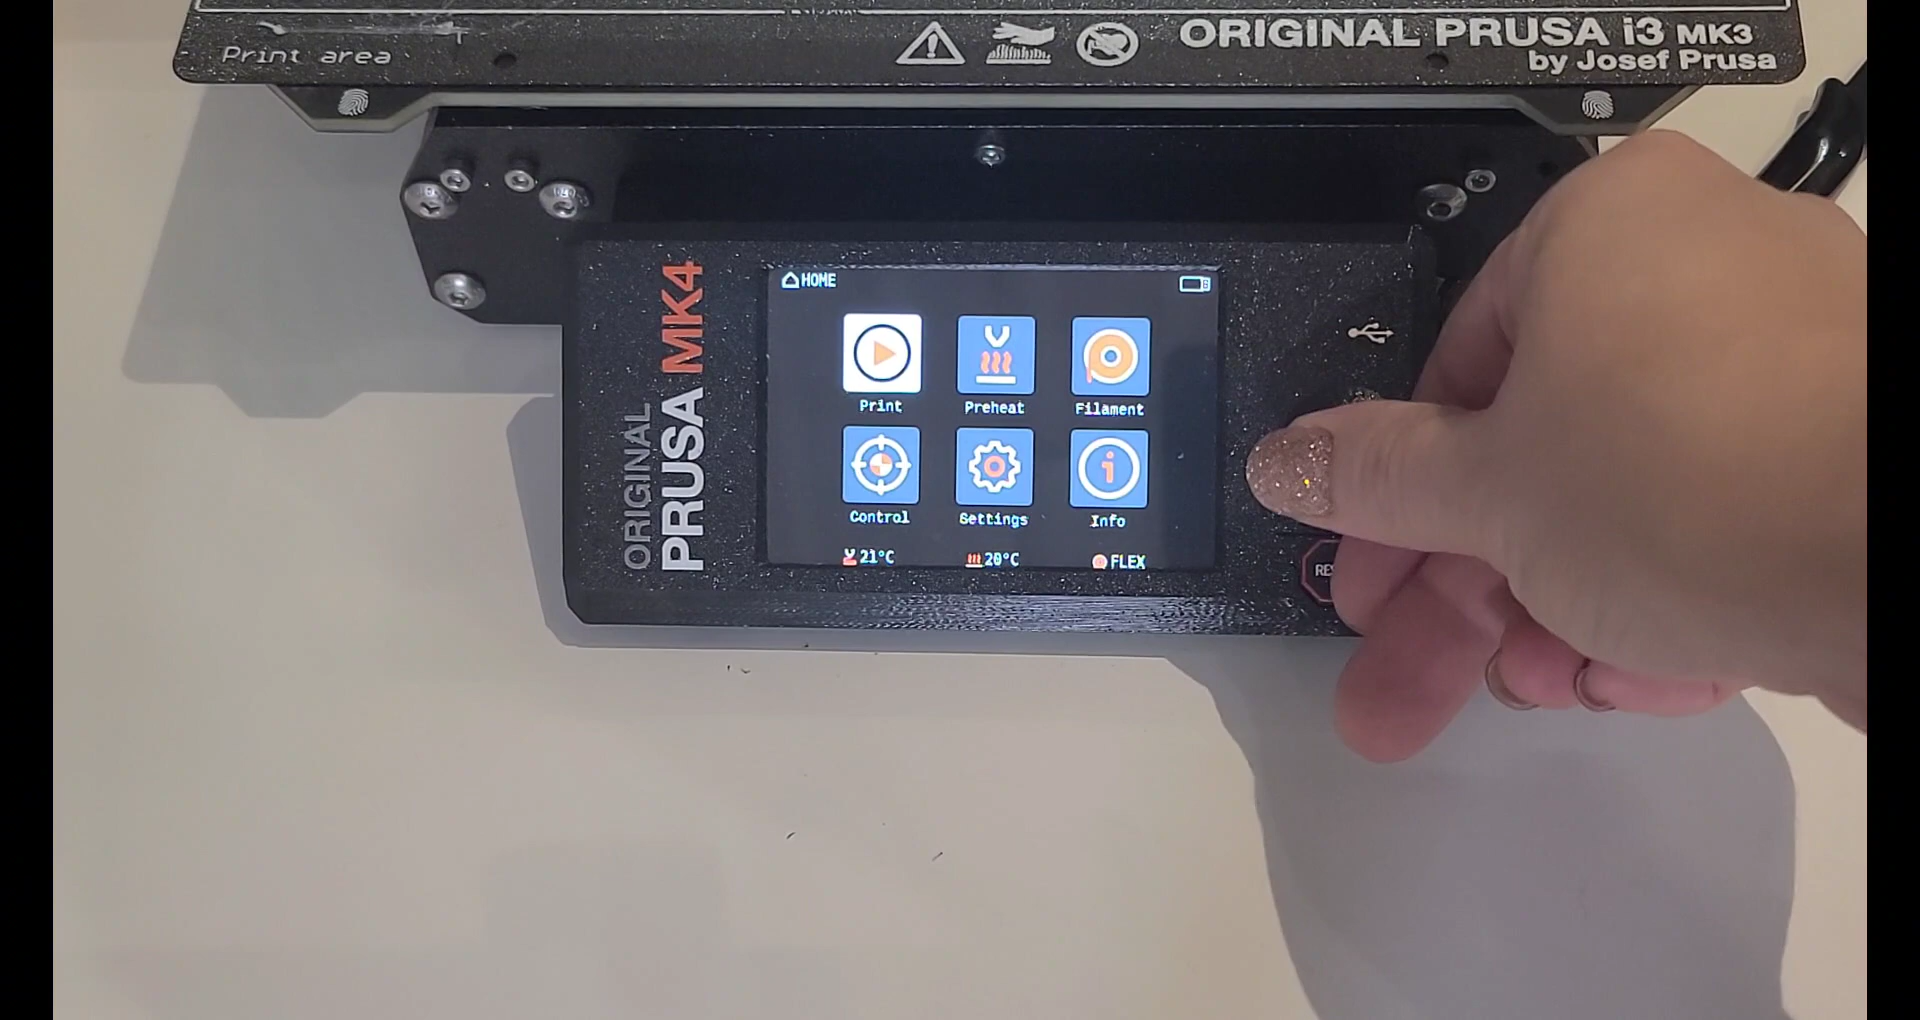 Print area
ORIGINAL PRUSA i3 MK3
by Josef Prusa
ORIGINAL
PRUSA MK4
HOME
Print
Preheat
Filament
Control
Settings
Info
21°C
20°C
FLEX